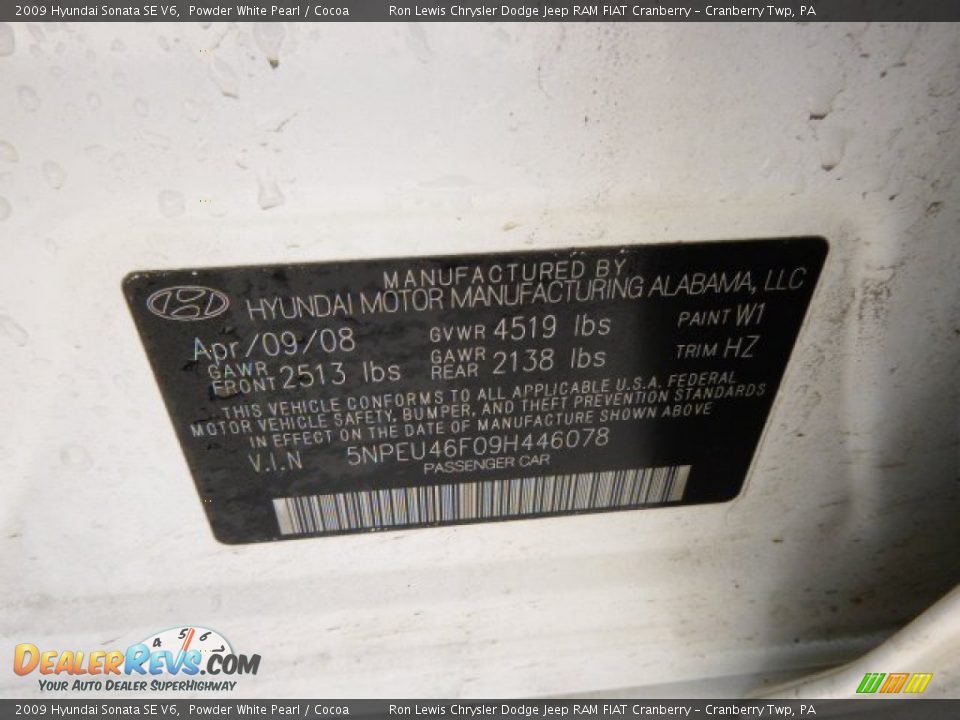 2009 Hyundai Sonata SE V6, Powder White Pearl / Cocoa Ron Lewis Chrysler Dodge Jeep RAM FIAT Cranberry - Cranberry Twp, PA
MANUFACTURED BY
HYUNDAI MOTOR MANUFACTURING ALABAMA, LLC
Apr/09/08 GVWR 4519 lbs PAINT W1
GAWR FRONT 2513 lbs GAWR REAR 2138 lbs TRIM HZ
THIS VEHICLE CONFORMS TO ALL APPLICABLE U.S.A. FEDERAL
MOTOR VEHICLE SAFETY, BUMPER, AND THEFT PREVENTION STANDARDS
IN EFFECT ON THE DATE OF MANUFACTURE SHOWN ABOVE
V.I.N 5NPEU46F09H446078
PASSENGER CAR
4 5 6 7
DEALERREVS.COM
YOUR AUTO DEALER SUPERHIGHWAY
2009 Hyundai Sonata SE V6, Powder White Pearl / Cocoa Ron Lewis Chrysler Dodge Jeep RAM FIAT Cranberry - Cranberry Twp, PA